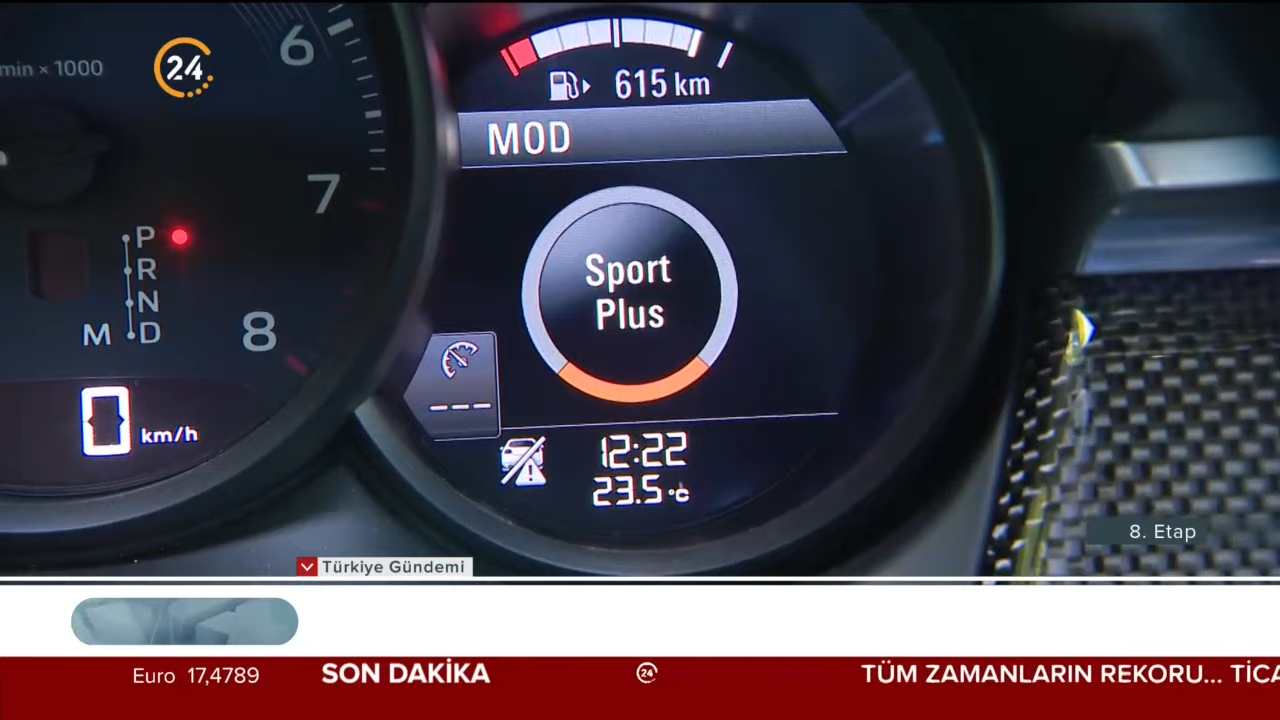 min × 1000
6
7
8
24
615 km
MOD
Sport
Plus
P
R
N
M D
0 km/h
12:22
23.5 °C
8. Etap
Türkiye Gündemi
Euro 17,4789
SON DAKİKA
24
TÜM ZAMANLARIN REKORU... TİCA